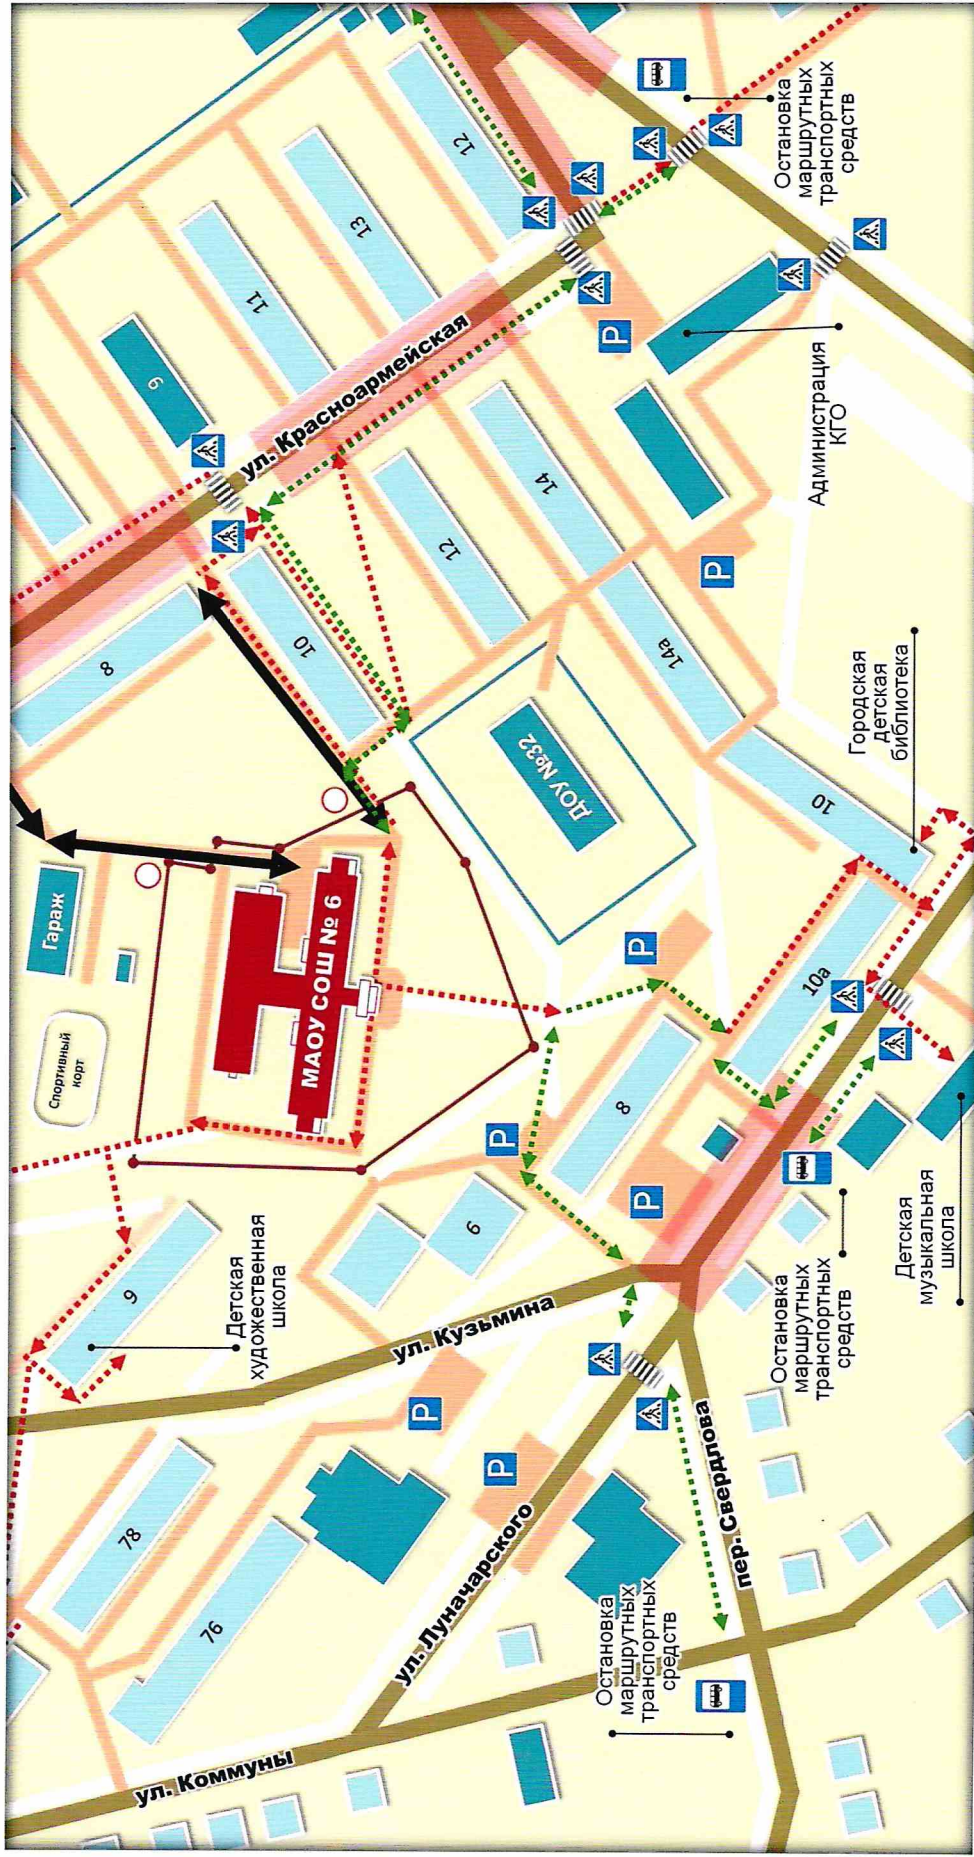 ул. Коммуны
76
78
ул. Луначарского
P
Остановка
маршрутных
транспортных
средств
P
ул. Кузьмина
пер. Свердлова
9
Детская
художественная
школа
6
P
P
8
Остановка
маршрутных
транспортных
средств
Детская
музыкальная
школа
Спортивный
корт
Гараж
МАОУ СОШ № 6
P
10а
10
Городская
детская
библиотека
ДОУ №32
8
10
12
14
14а
P
Администрация
КГО
P
ул. Красноармейская
9
11
13
12
Остановка
маршрутных
транспортных
средств